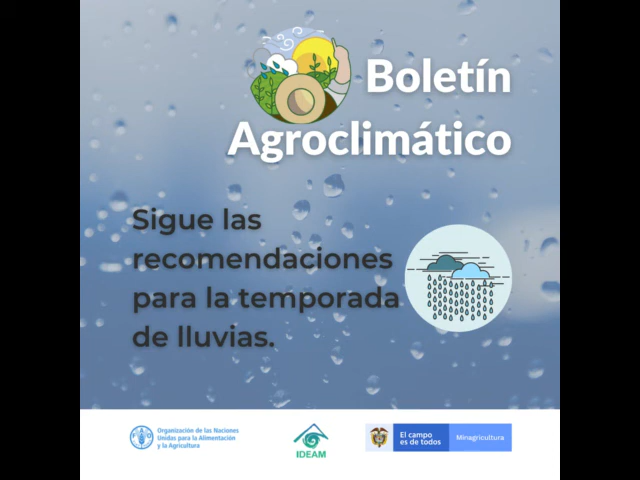 Boletín
Agroclimático
Sigue las
recomendaciones
para la temporada
de lluvias.
Organización de las Naciones
Unidas para la Alimentación
y la Agricultura
IDEAM
El campo
es de todos
Minagricultura